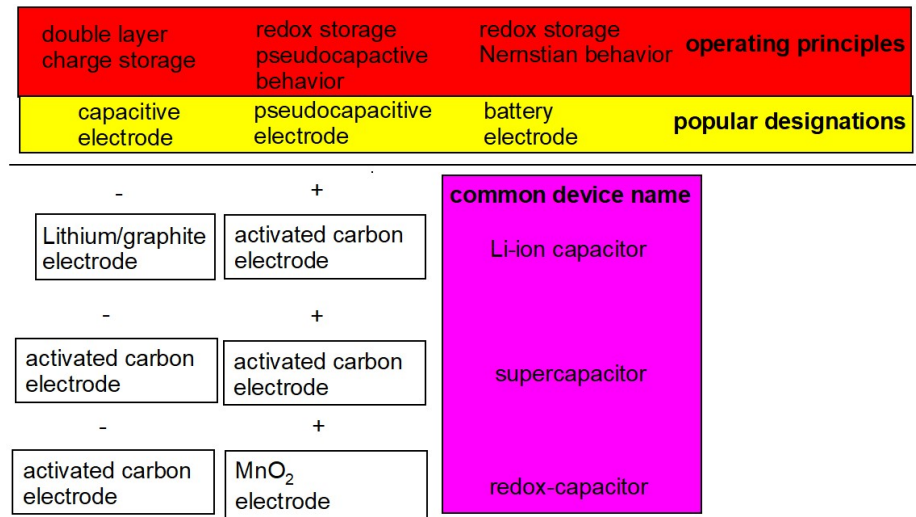 double layer
charge storage
redox storage
pseudocapactive
behavior
redox storage
Nernstian behavior
operating principles
capacitive
electrode
pseudocapacitive
electrode
battery
electrode
popular designations
-
+
common device name
Lithium/graphite
electrode
activated carbon
electrode
Li-ion capacitor
-
+
activated carbon
electrode
activated carbon
electrode
supercapacitor
-
+
activated carbon
electrode
MnO₂
electrode
redox-capacitor